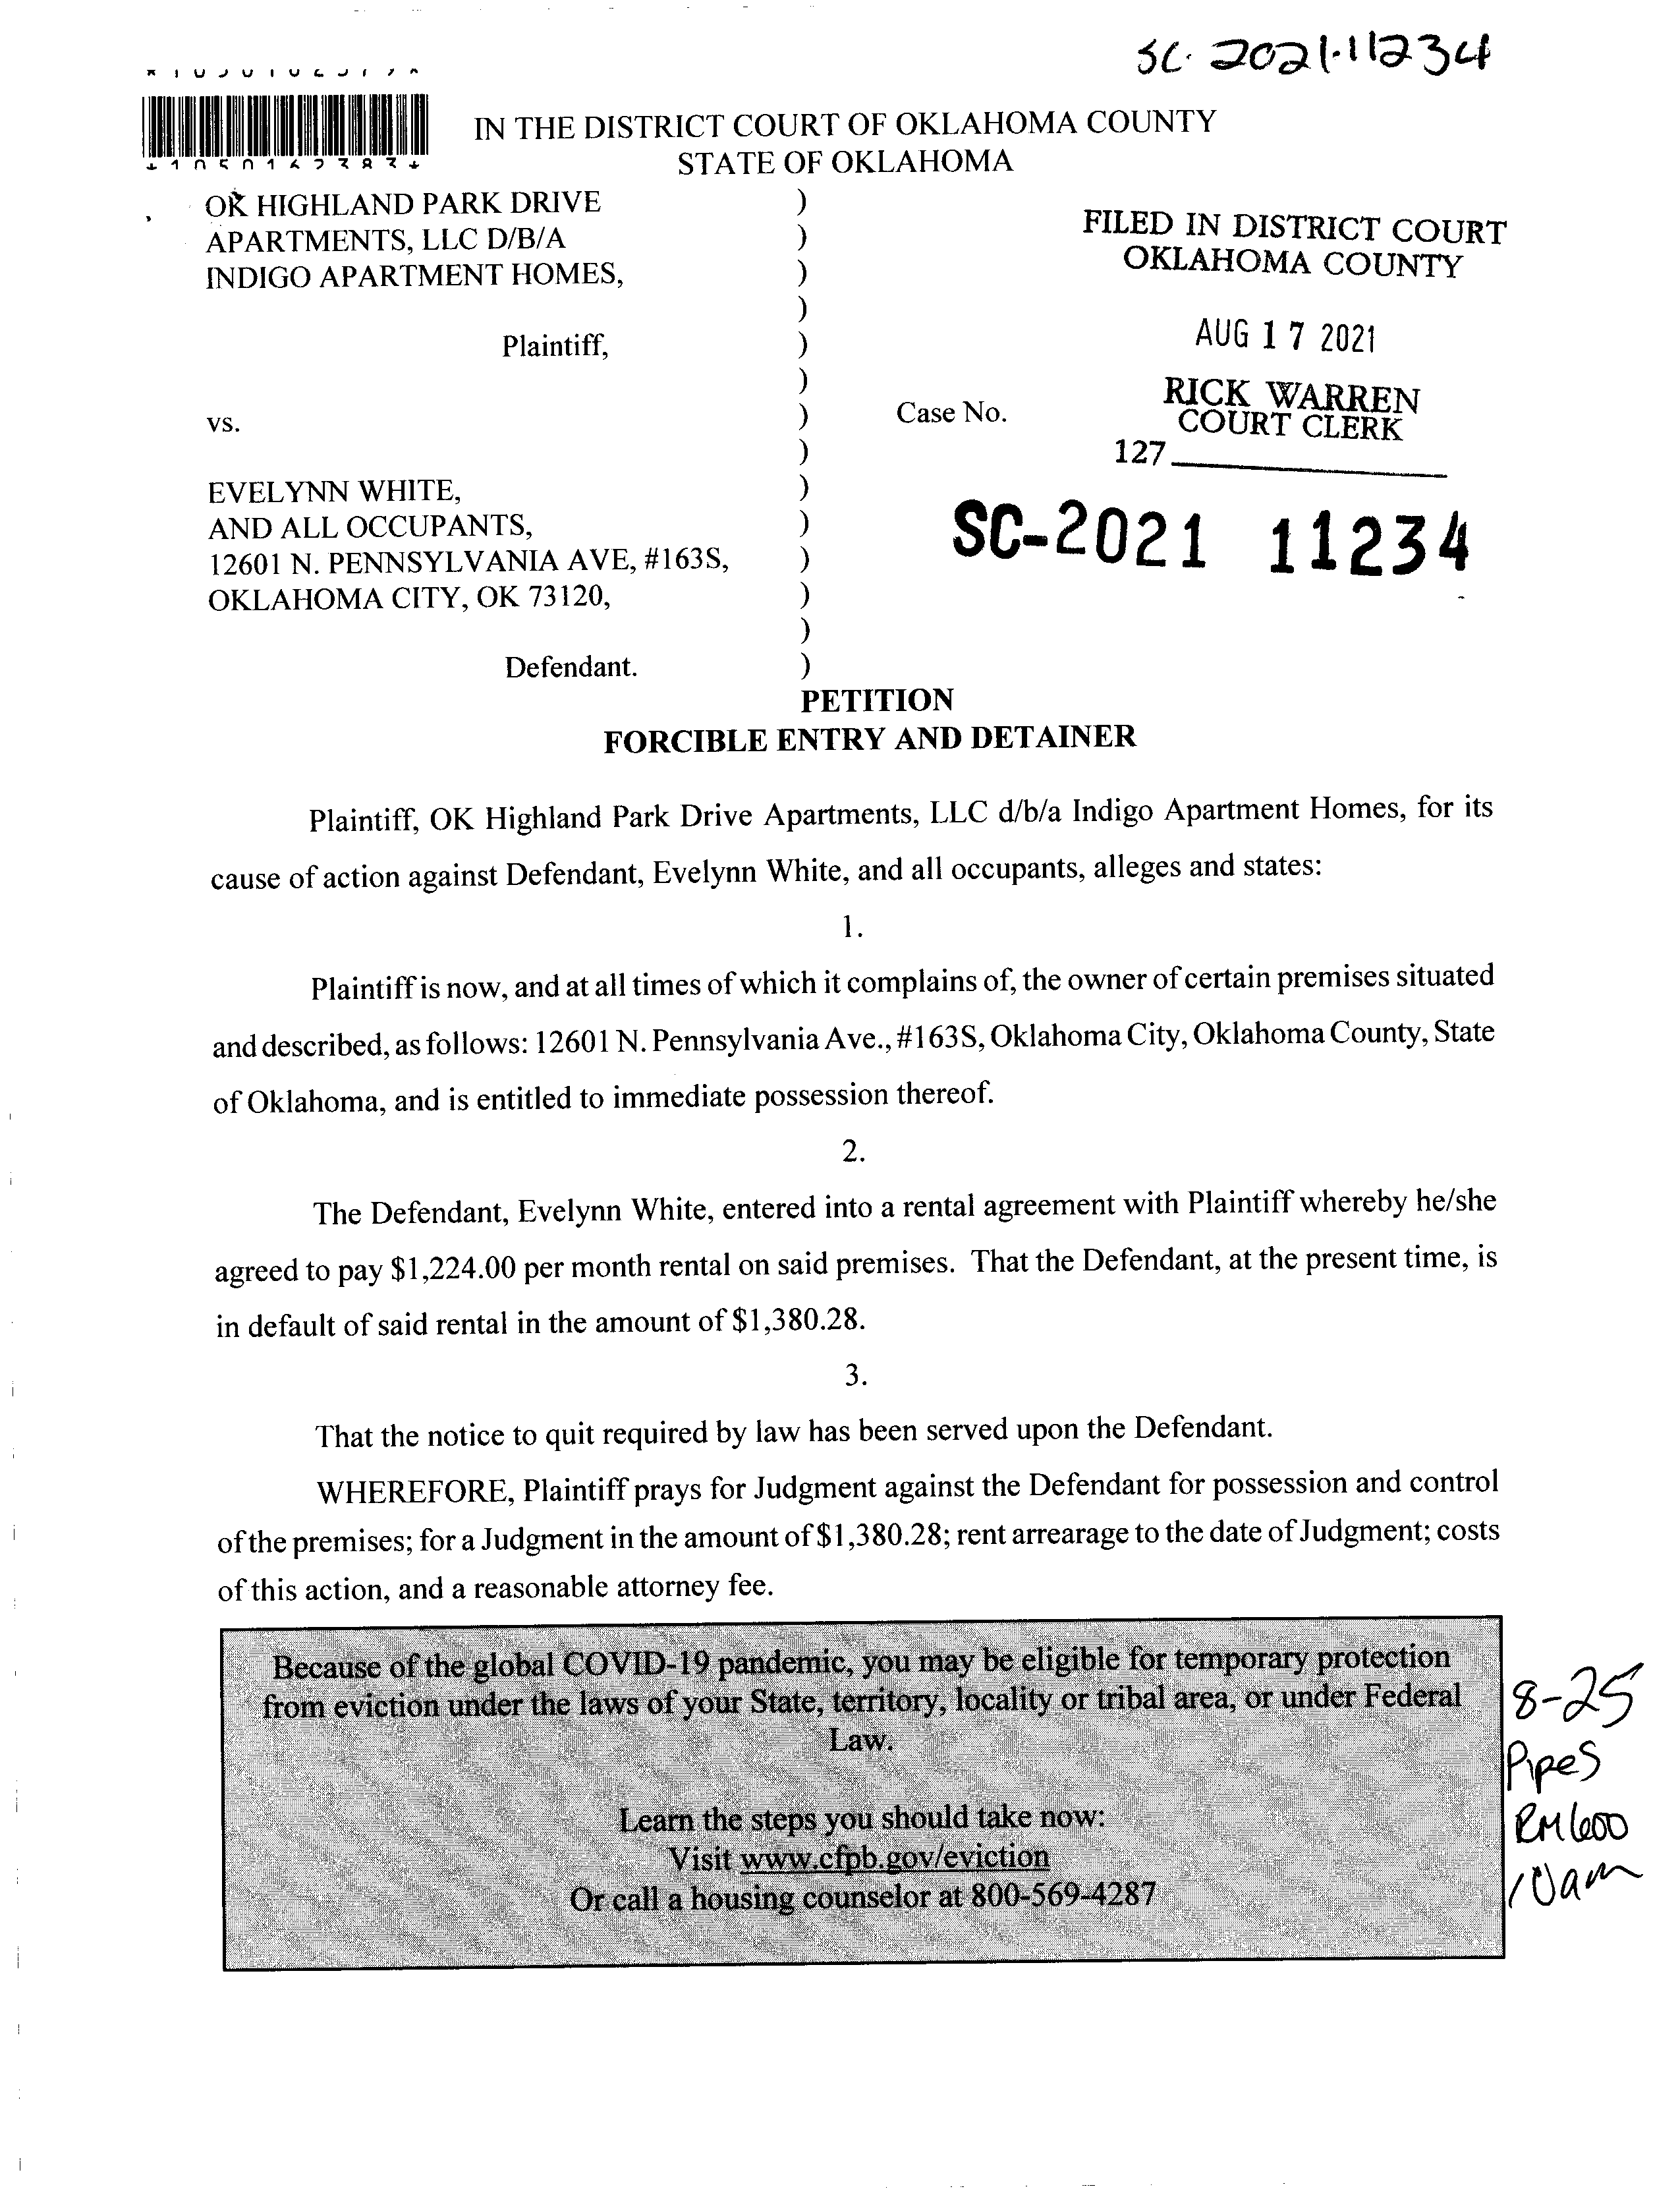 SC-2021-11234
IN THE DISTRICT COURT OF OKLAHOMA COUNTY
STATE OF OKLAHOMA
OK HIGHLAND PARK DRIVE )
APARTMENTS, LLC D/B/A )
INDIGO APARTMENT HOMES, )
)
Plaintiff, )
)
vs. )
)
EVELYNN WHITE, )
AND ALL OCCUPANTS, )
12601 N. PENNSYLVANIA AVE, #163S, )
OKLAHOMA CITY, OK 73120, )
)
Defendant. )
FILED IN DISTRICT COURT
OKLAHOMA COUNTY
AUG 17 2021
RICK WARREN
COURT CLERK
127
Case No.
SC-2021 11234
PETITION
FORCIBLE ENTRY AND DETAINER
Plaintiff, OK Highland Park Drive Apartments, LLC d/b/a Indigo Apartment Homes, for its
cause of action against Defendant, Evelynn White, and all occupants, alleges and states:
1.
Plaintiff is now, and at all times of which it complains of, the owner of certain premises situated
and described, as follows: 12601 N. Pennsylvania Ave., #163S, Oklahoma City, Oklahoma County, State
of Oklahoma, and is entitled to immediate possession thereof.
2.
The Defendant, Evelynn White, entered into a rental agreement with Plaintiff whereby he/she
agreed to pay $1,224.00 per month rental on said premises. That the Defendant, at the present time, is
in default of said rental in the amount of $1,380.28.
3.
That the notice to quit required by law has been served upon the Defendant.
WHEREFORE, Plaintiff prays for Judgment against the Defendant for possession and control
of the premises; for a Judgment in the amount of $1,380.28; rent arrearage to the date of Judgment; costs
of this action, and a reasonable attorney fee.
Because of the global COVID-19 pandemic, you may be eligible for temporary protection
from eviction under the laws of your State, territory, locality or tribal area, or under Federal
Law.
Learn the steps you should take now:
Visit www.cfpb.gov/eviction
Or call a housing counselor at 800-569-4287
8-25
Pipes
RM 600
10am